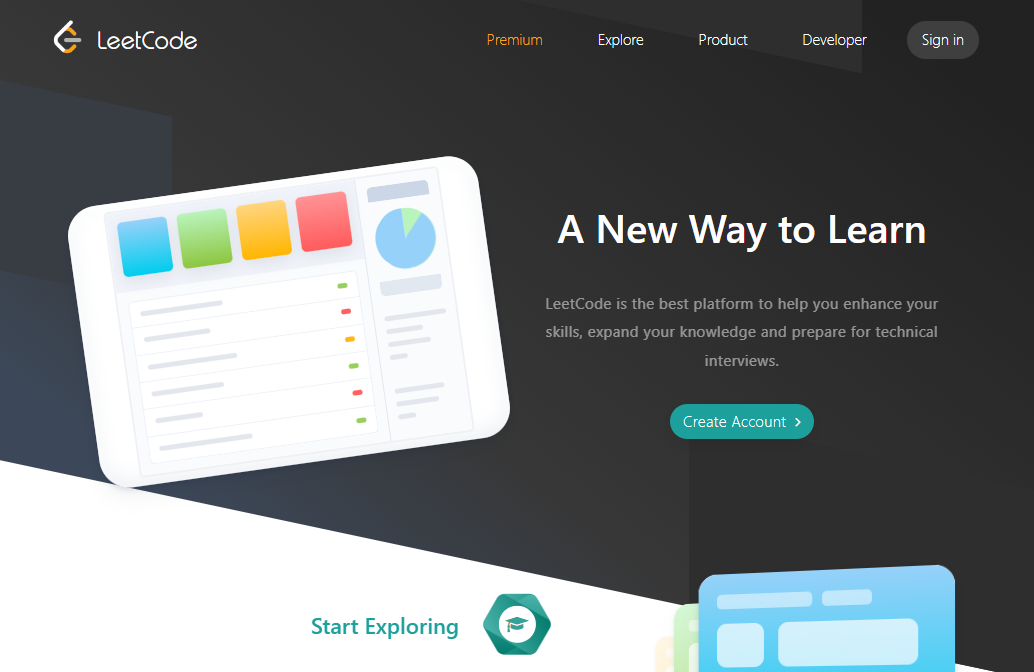 LeetCode
Premium
Explore
Product
Developer
Sign in
A New Way to Learn
LeetCode is the best platform to help you enhance your
skills, expand your knowledge and prepare for technical
interviews.
Create Account
Start Exploring